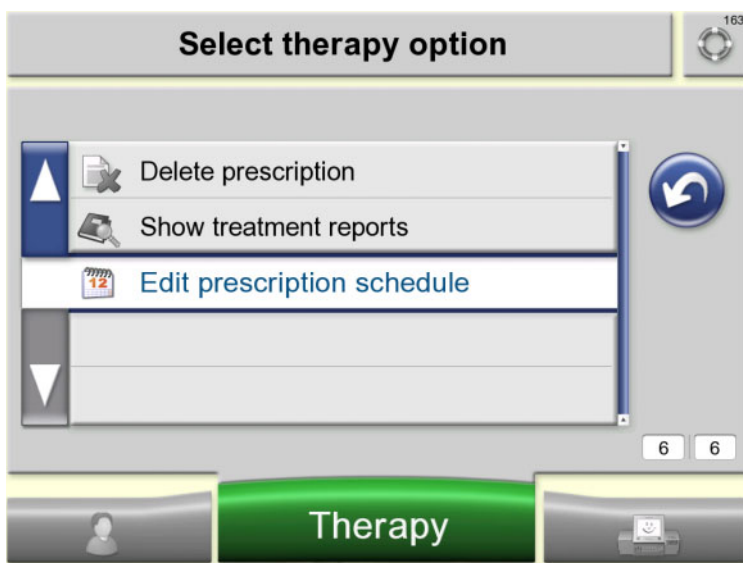 Select therapy option
163
Delete prescription
Show treatment reports
12
Edit prescription schedule
6 6
Therapy